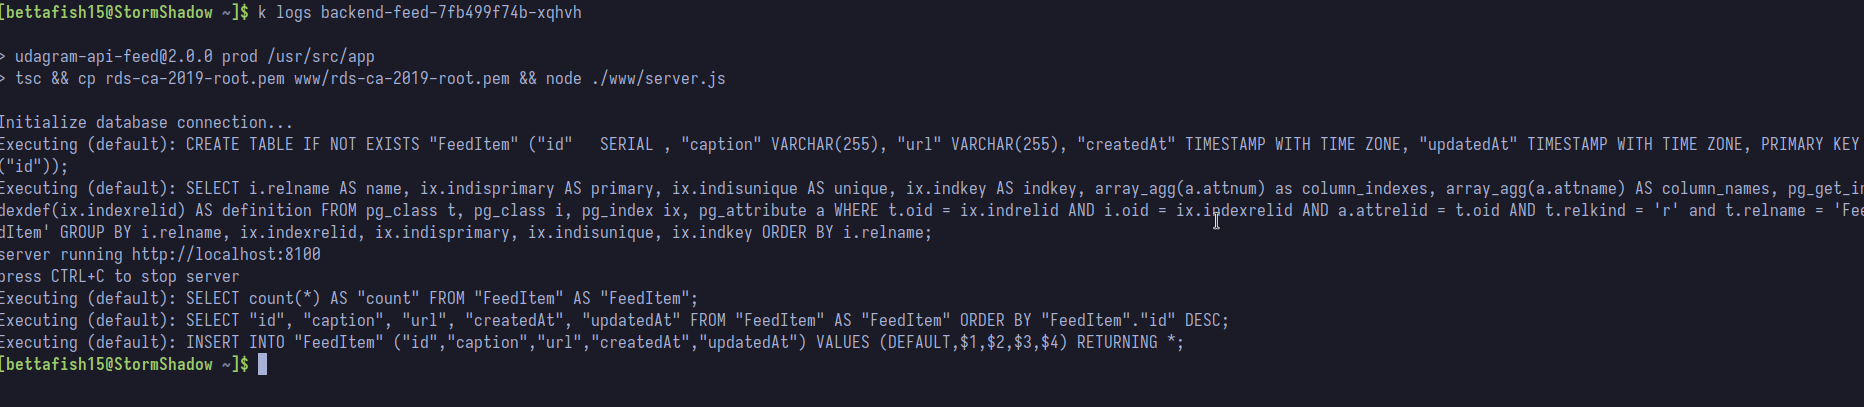 [bettafish15@StormShadow ~]$ k logs backend-feed-7fb499f74b-xqhvh
> udagram-api-feed@2.0.0 prod /usr/src/app
> tsc && cp rds-ca-2019-root.pem www/rds-ca-2019-root.pem && node ./www/server.js
Initialize database connection...
Executing (default): CREATE TABLE IF NOT EXISTS "FeedItem" ("id"   SERIAL , "caption" VARCHAR(255), "url" VARCHAR(255), "createdAt" TIMESTAMP WITH TIME ZONE, "updatedAt" TIMESTAMP WITH TIME ZONE, PRIMARY KEY
("id"));
Executing (default): SELECT i.relname AS name, ix.indisprimary AS primary, ix.indisunique AS unique, ix.indkey AS indkey, array_agg(a.attnum) as column_indexes, array_agg(a.attname) AS column_names, pg_get_in
dexdef(ix.indexrelid) AS definition FROM pg_class t, pg_class i, pg_index ix, pg_attribute a WHERE t.oid = ix.indrelid AND i.oid = ix.indexrelid AND a.attrelid = t.oid AND t.relkind = 'r' and t.relname = 'Fee
dItem' GROUP BY i.relname, ix.indexrelid, ix.indisprimary, ix.indisunique, ix.indkey ORDER BY i.relname;
server running http://localhost:8100
press CTRL+C to stop server
Executing (default): SELECT count(*) AS "count" FROM "FeedItem" AS "FeedItem";
Executing (default): SELECT "id", "caption", "url", "createdAt", "updatedAt" FROM "FeedItem" AS "FeedItem" ORDER BY "FeedItem"."id" DESC;
Executing (default): INSERT INTO "FeedItem" ("id","caption","url","createdAt","updatedAt") VALUES (DEFAULT,$1,$2,$3,$4) RETURNING *;
[bettafish15@StormShadow ~]$